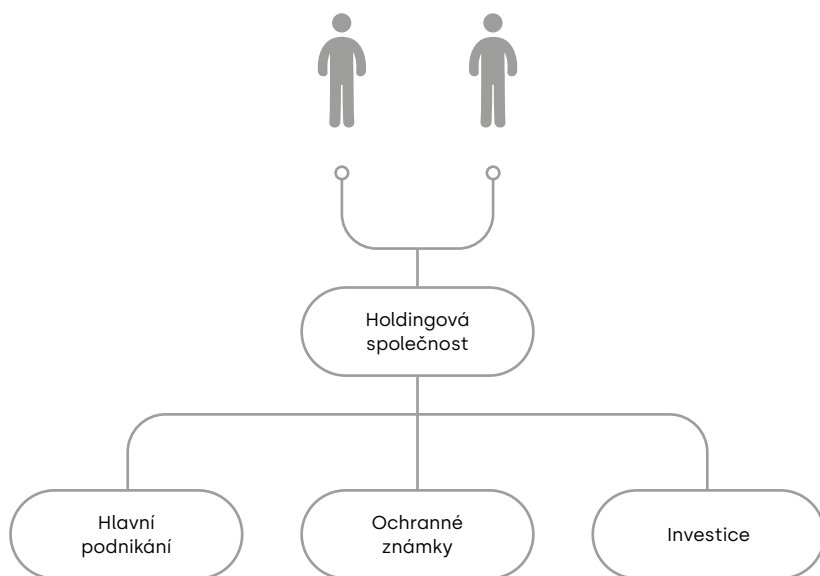 Holdingová
společnost
Hlavní
podnikání
Ochranné
známky
Investice